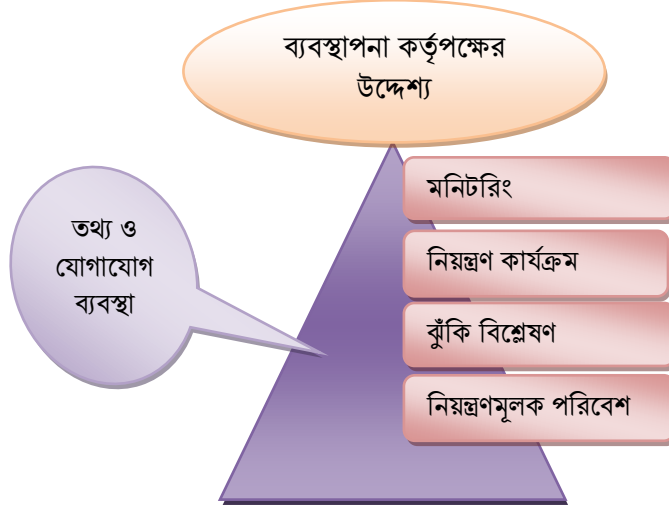 ব্যবস্থাপনা কর্তৃপক্ষের
উদ্দেশ্য
তথ্য ও
যোগাযোগ
ব্যবস্থা
মনিটরিং
নিয়ন্ত্রণ কার্যক্রম
ঝুঁকি বিশ্লেষণ
নিয়ন্ত্রণমূলক পরিবেশ